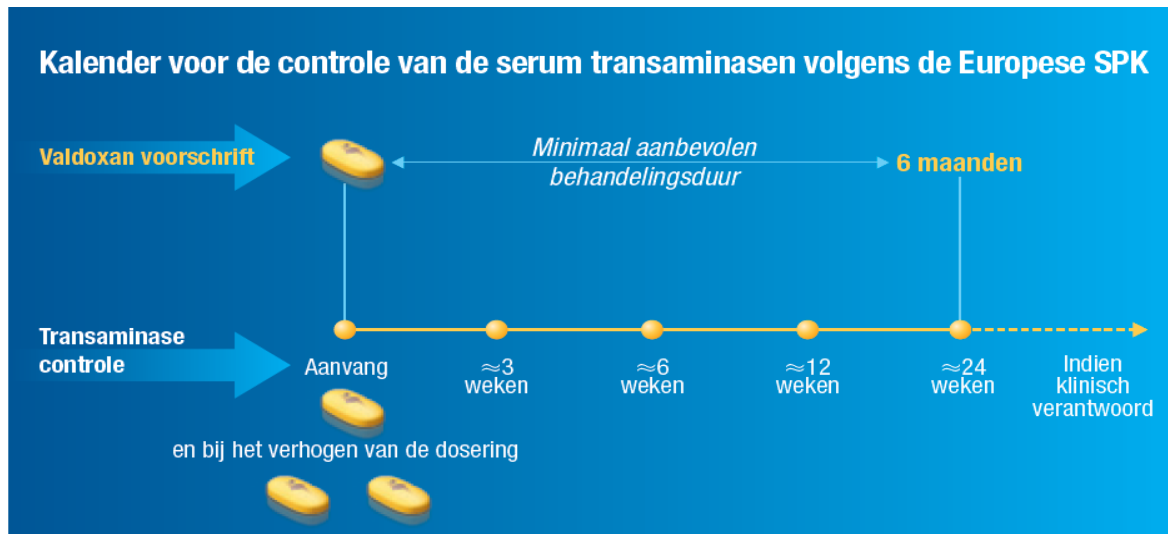 Kalender voor de controle van de serum transaminasen volgens de Europese SPK
Valdoxan voorschrift
Minimaal aanbevolen
behandelingsduur
6 maanden
Transaminase
controle
Aanvang
≈3
weken
≈6
weken
≈12
weken
≈24
weken
Indien
klinisch
verantwoord
en bij het verhogen van de dosering